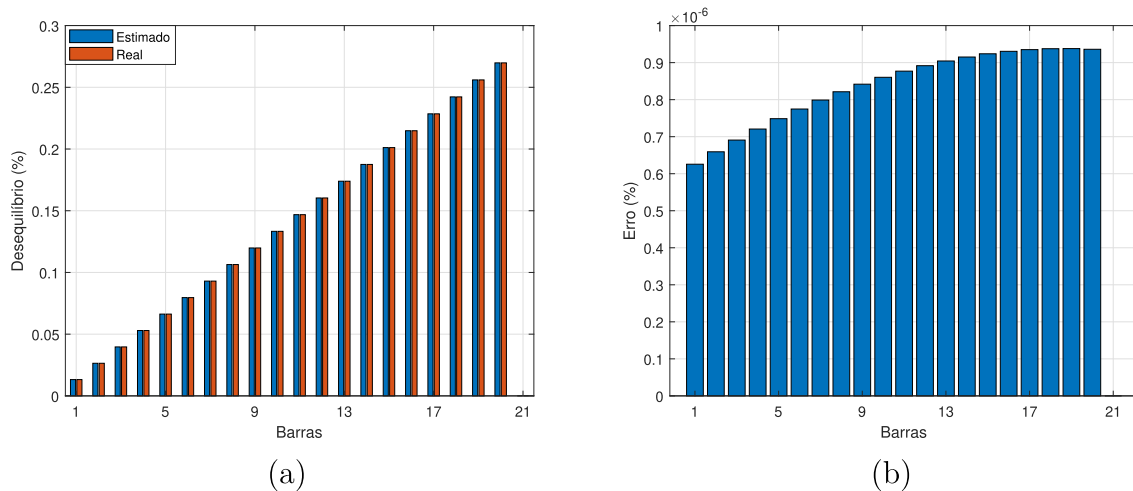 Estimado
Real
0.3
0.25
0.2
0.15
0.1
0.05
0
Desequilíbrio (%)
1 5 9 13 17 21
Barras
(a)
×10-6
1
0.9
0.8
0.7
0.6
0.5
0.4
0.3
0.2
0.1
0
Erro (%)
1 5 9 13 17 21
Barras
(b)